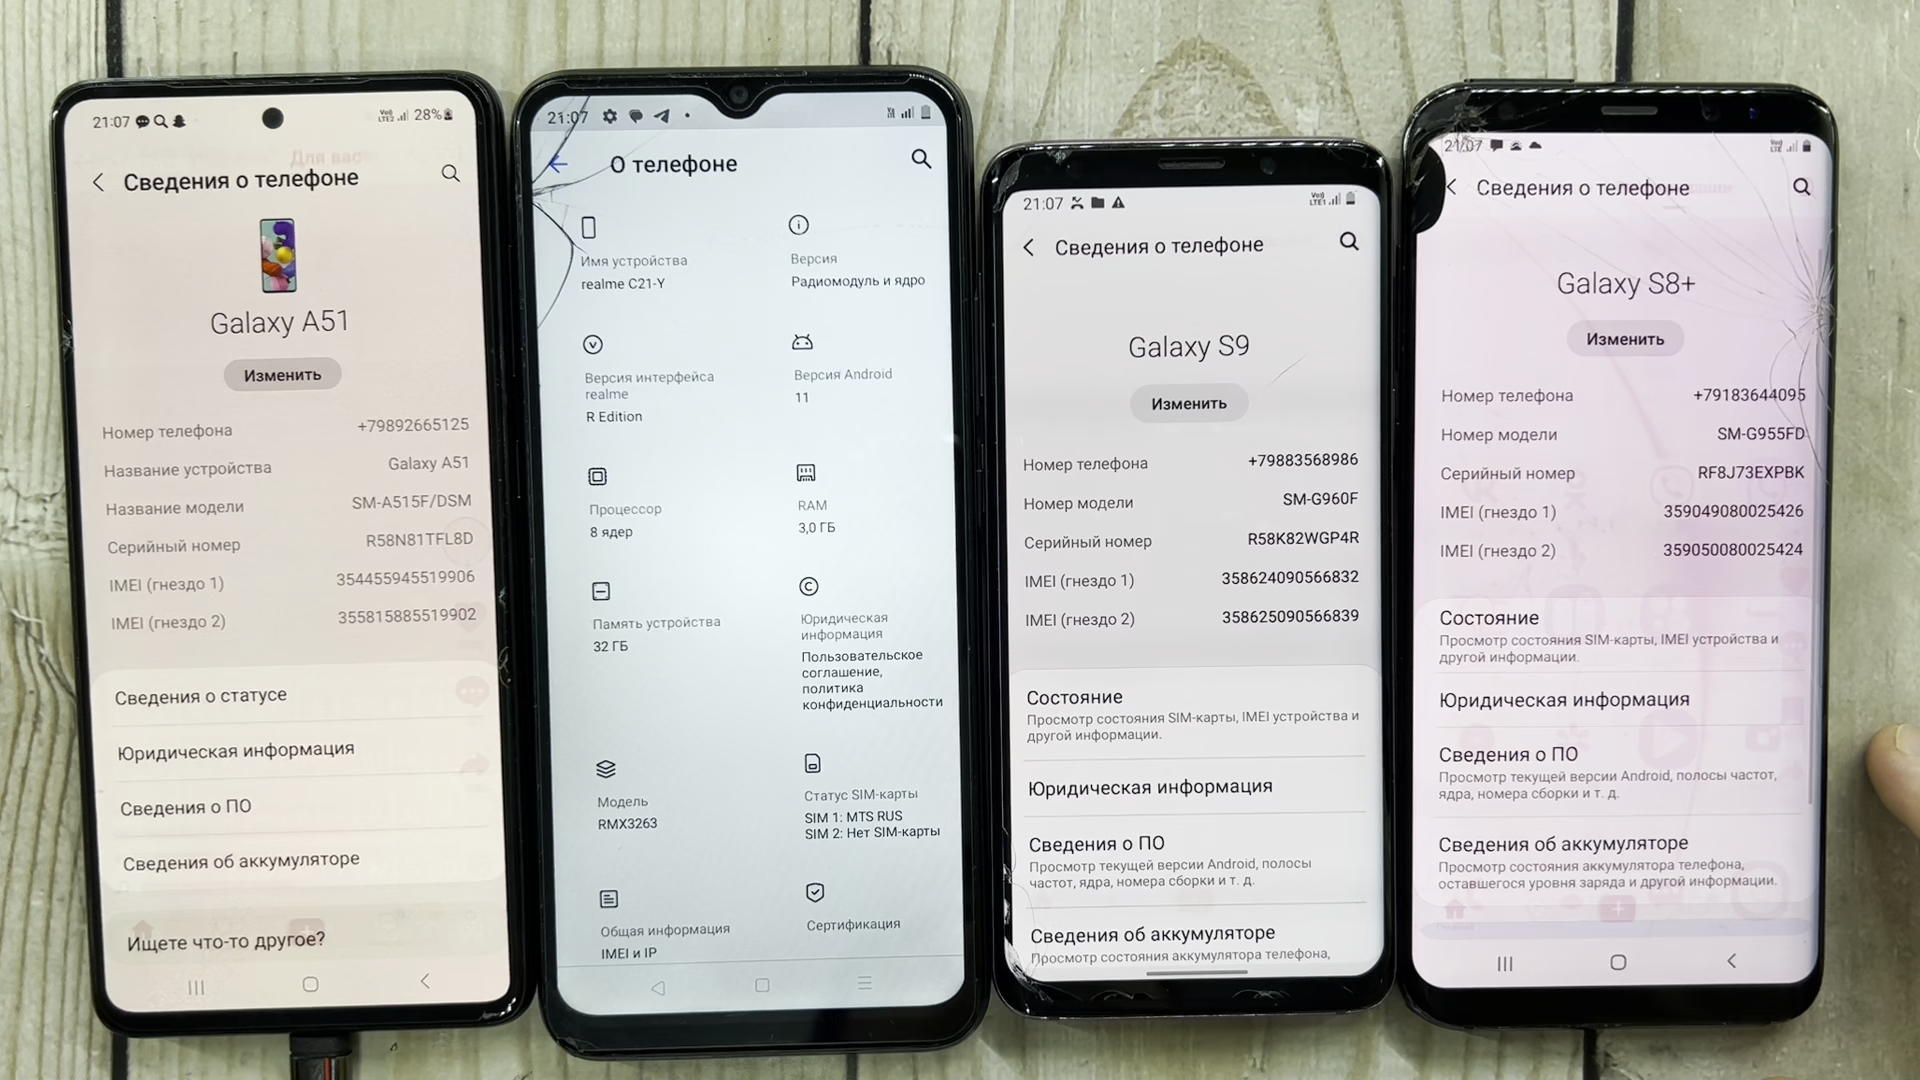 21:07
VoLTE2 28%
Сведения о телефоне
Galaxy A51
Изменить
Номер телефона +79892665125
Название устройства Galaxy A51
Название модели SM-A515F/DSM
Серийный номер R58N81TFL8D
IMEI (гнездо 1) 354455945519906
IMEI (гнездо 2) 355815885519902
Сведения о статусе
Юридическая информация
Сведения о ПО
Сведения об аккумуляторе
Ищете что-то другое?
21:07
О телефоне
Имя устройства
realme C21-Y
Версия
Радиомодуль и ядро
Версия интерфейса
realme
R Edition
Версия Android
11
Процессор
8 ядер
RAM
3,0 ГБ
Память устройства
32 ГБ
Юридическая
информация
Пользовательское
соглашение,
политика
конфиденциальности
Модель
RMX3263
Статус SIM-карты
SIM 1: MTS RUS
SIM 2: Нет SIM-карты
Общая информация
IMEI и IP
Сертификация
21:07
VoLTE1
Сведения о телефоне
Galaxy S9
Изменить
Номер телефона +79883568986
Номер модели SM-G960F
Серийный номер R58K82WGP4R
IMEI (гнездо 1) 358624090566832
IMEI (гнездо 2) 358625090566839
Состояние
Просмотр состояния SIM-карты, IMEI устройства и
другой информации.
Юридическая информация
Сведения о ПО
Просмотр текущей версии Android, полосы
частот, ядра, номера сборки и т. д.
Сведения об аккумуляторе
Просмотр состояния аккумулятора телефона,
21:07
VoLTE
Сведения о телефоне
Galaxy S8+
Изменить
Номер телефона +79183644095
Номер модели SM-G955FD
Серийный номер RF8J73EXPBK
IMEI (гнездо 1) 359049080025426
IMEI (гнездо 2) 359050080025424
Состояние
Просмотр состояния SIM-карты, IMEI устройства и
другой информации.
Юридическая информация
Сведения о ПО
Просмотр текущей версии Android, полосы частот,
ядра, номера сборки и т. д.
Сведения об аккумуляторе
Просмотр состояния аккумулятора телефона,
оставшегося уровня заряда и другой информации.